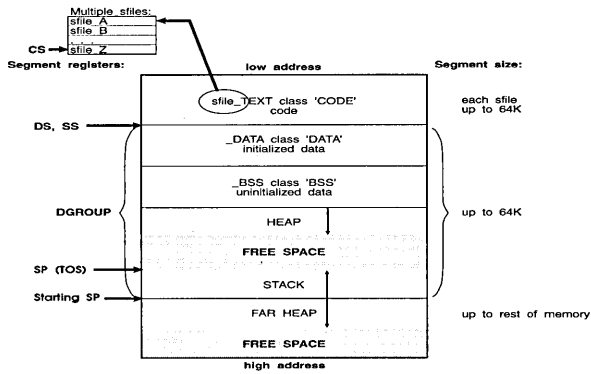 Multiple sfiles:
sfile_A
sfile_B
CS
sfile_Z
Segment registers:
low address
Segment size:
sfile_TEXT class 'CODE'
code
each sfile
up to 64K
DS, SS
_DATA class 'DATA'
initialized data
_BSS class 'BSS'
uninitialized data
DGROUP
HEAP
up to 64K
FREE SPACE
SP (TOS)
STACK
Starting SP
FAR HEAP
up to rest of memory
FREE SPACE
high address